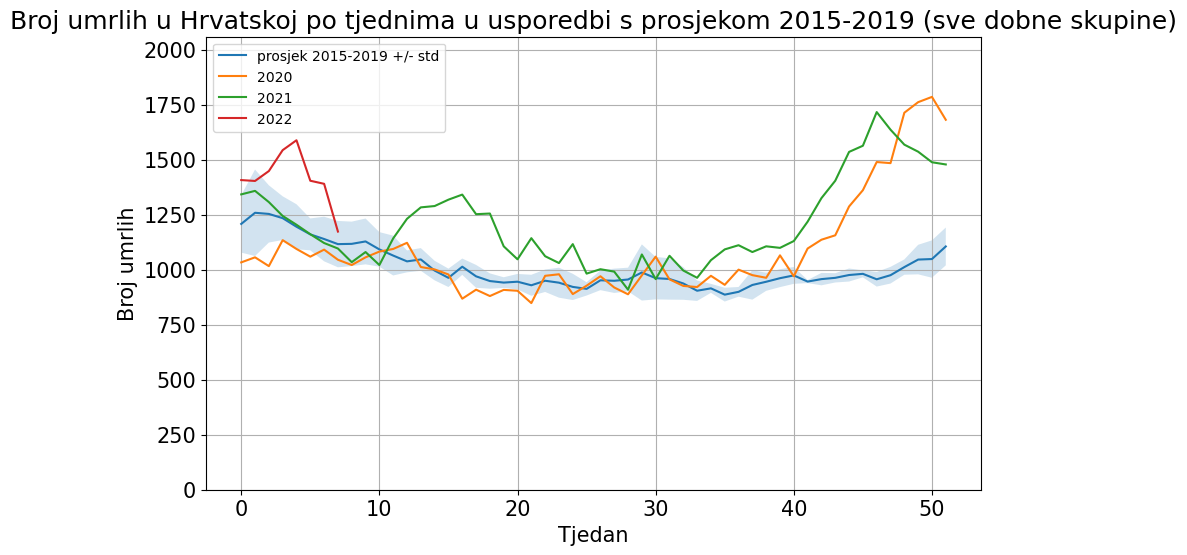 Broj umrlih u Hrvatskoj po tjednima u usporedbi s prosjekom 2015-2019 (sve dobne skupine)
prosjek 2015-2019 +/- std
2020
2021
2022
Broj umrlih
2000
1750
1500
1250
1000
750
500
250
0
0 10 20 30 40 50
Tjedan